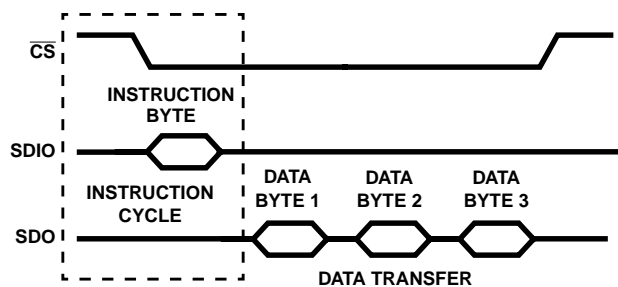 CS
INSTRUCTION
BYTE
SDIO
INSTRUCTION
CYCLE
DATA
BYTE 1
DATA
BYTE 2
DATA
BYTE 3
SDO
DATA TRANSFER